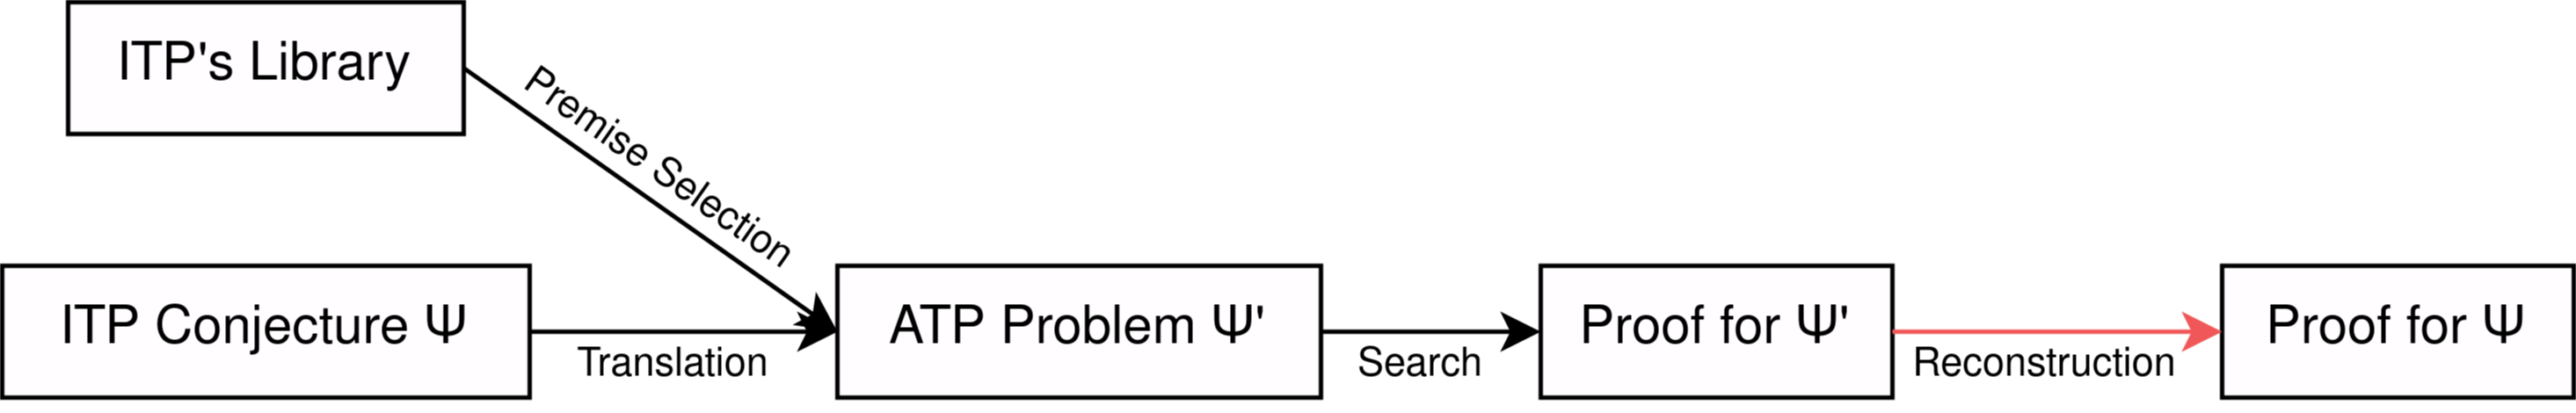 ITP's Library
Premise Selection
ITP Conjecture Ψ
Translation
ATP Problem Ψ'
Search
Proof for Ψ'
Reconstruction
Proof for Ψ